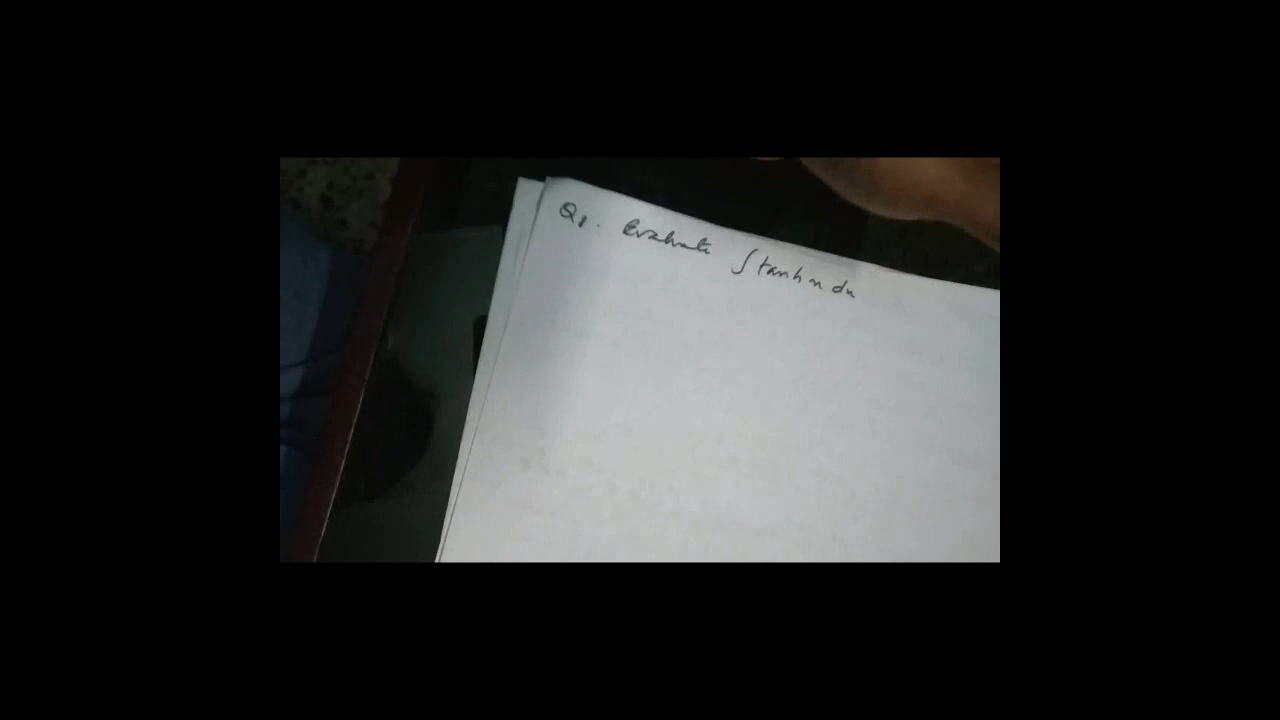 Q1. Evaluate ∫tanh x dx